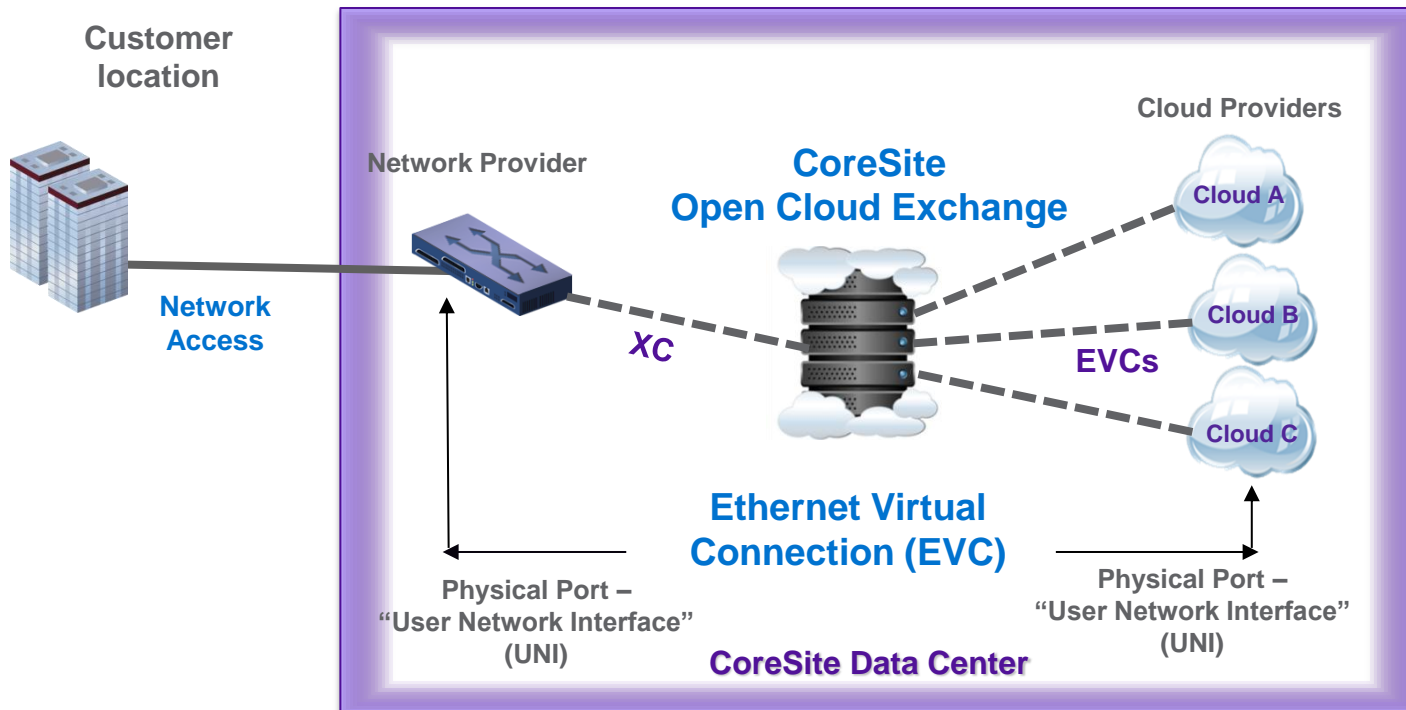 Customer
location
Network
Access
Network Provider
XC
CoreSite
Open Cloud Exchange
Cloud Providers
Cloud A
Cloud B
EVCs
Cloud C
Ethernet Virtual
Connection (EVC)
Physical Port –
“User Network Interface”
(UNI)
Physical Port –
“User Network Interface”
(UNI)
CoreSite Data Center